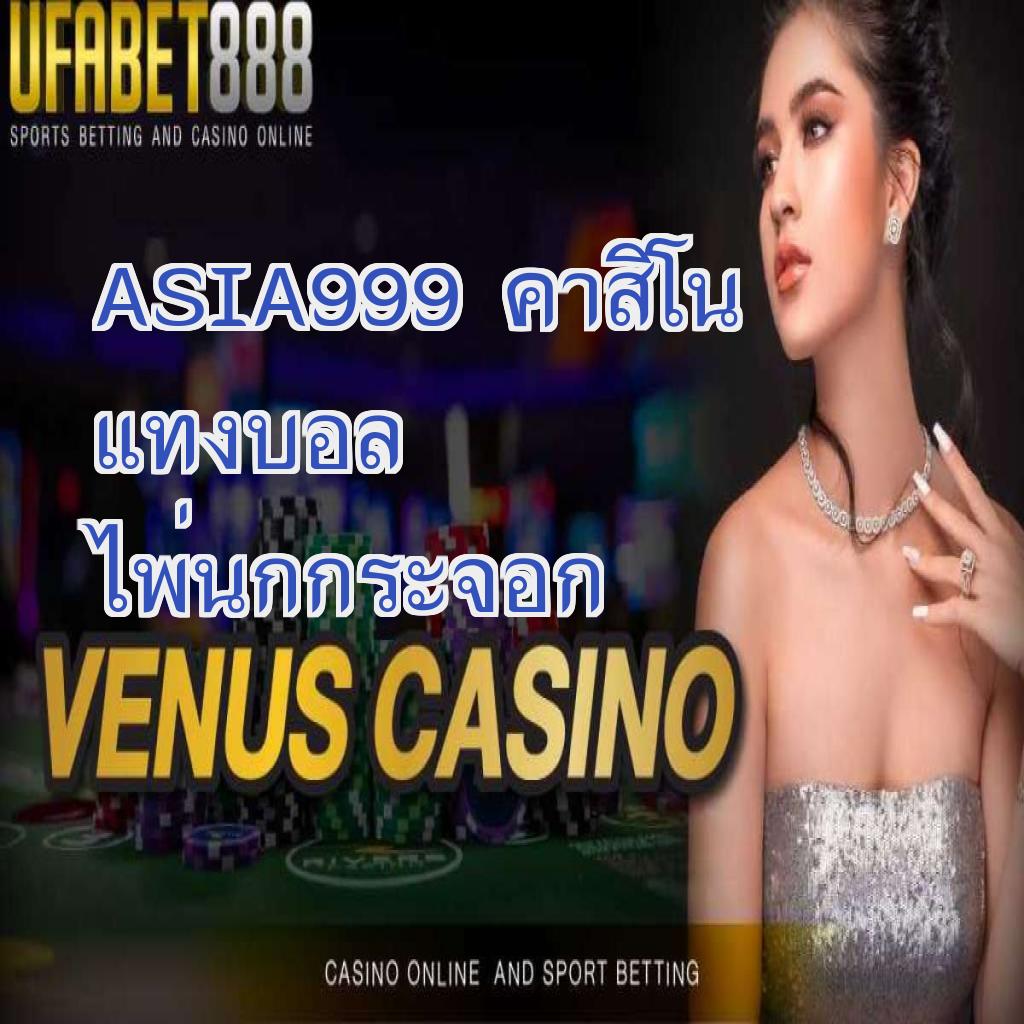 UFABET888
SPORTS BETTING AND CASINO ONLINE
ASIA999 คาสิโน
แทงบอล
ไพ่นกกระจอก
VENUS CASINO
CASINO ONLINE AND SPORT BETTING